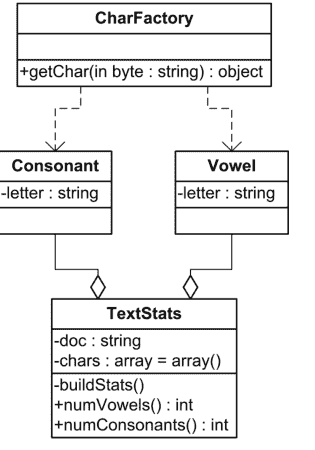 CharFactory
+getChar(in byte : string) : object
Consonant
-letter : string
Vowel
-letter : string
TextStats
-doc : string
-chars : array = array()
-buildStats()
+numVowels() : int
+numConsonants() : int